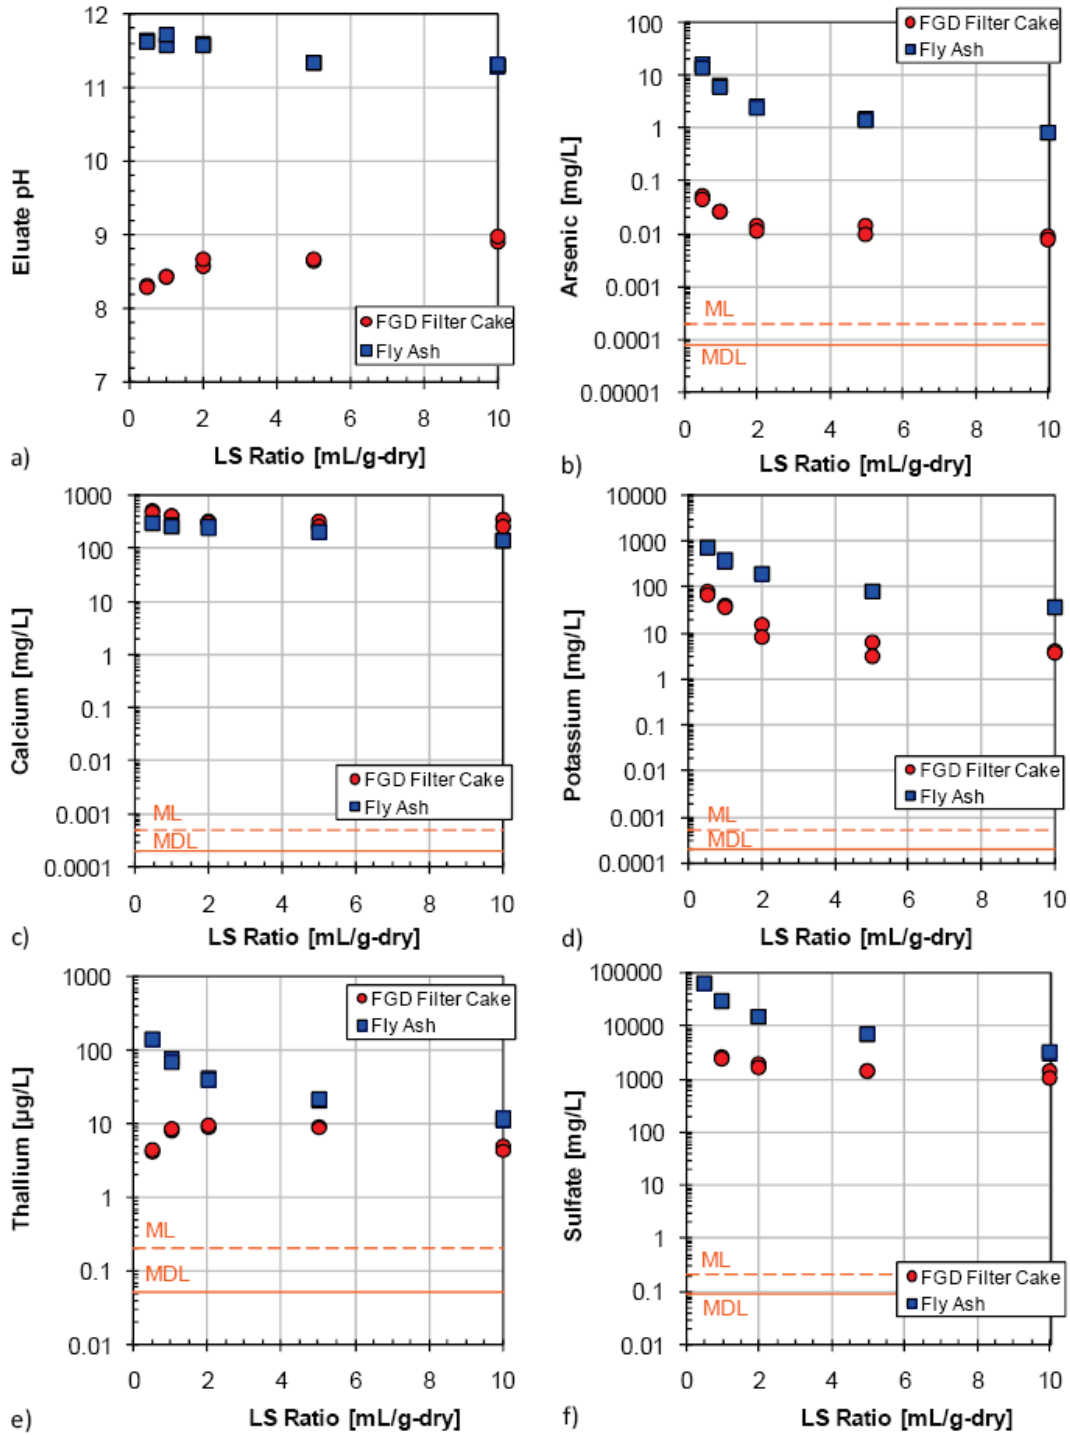 12
11
10
9
8
7
Eluate pH
FGD Filter Cake
Fly Ash
0 2 4 6 8 10
LS Ratio [mL/g-dry]
a)
100
10
1
0.1
0.01
0.001
0.0001
0.00001
Arsenic [mg/L]
FGD Filter Cake
Fly Ash
ML
MDL
0 2 4 6 8 10
LS Ratio [mL/g-dry]
b)
1000
100
10
1
0.1
0.01
0.001
0.0001
Calcium [mg/L]
FGD Filter Cake
Fly Ash
ML
MDL
0 2 4 6 8 10
LS Ratio [mL/g-dry]
c)
10000
1000
100
10
1
0.1
0.01
0.001
0.0001
Potassium [mg/L]
FGD Filter Cake
Fly Ash
ML
MDL
0 2 4 6 8 10
LS Ratio [mL/g-dry]
d)
1000
100
10
1
0.1
0.01
Thallium [µg/L]
FGD Filter Cake
Fly Ash
ML
MDL
0 2 4 6 8 10
LS Ratio [mL/g-dry]
e)
100000
10000
1000
100
10
1
0.1
0.01
Sulfate [mg/L]
ML
MDL
FGD Filter Cake
Fly Ash
0 2 4 6 8 10
LS Ratio [mL/g-dry]
f)